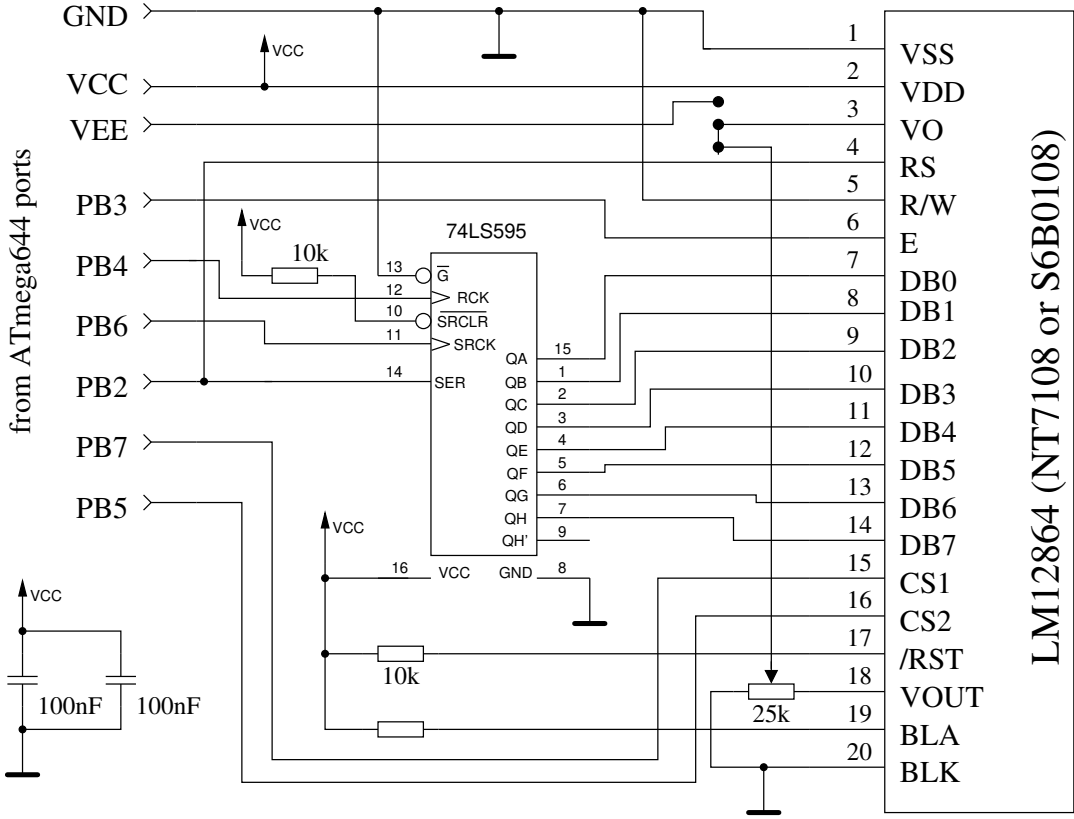 GND
VCC
VCC
VEE
from ATmega644 ports
PB3
PB4
PB6
PB2
PB7
PB5
VCC
10k
74LS595
13
G
12
RCK
10
SRCLR
11
SRCK
14
SER
QA
15
QB
1
QC
2
QD
3
QE
4
QF
5
QG
6
QH
7
QH'
9
16
VCC
GND
8
VCC
10k
VCC
100nF
100nF
25k
1
VSS
2
VDD
3
VO
4
RS
5
R/W
6
E
7
DB0
8
DB1
9
DB2
10
DB3
11
DB4
12
DB5
13
DB6
14
DB7
15
CS1
16
CS2
17
/RST
18
VOUT
19
BLA
20
BLK
LM12864 (NT7108 or S6B0108)